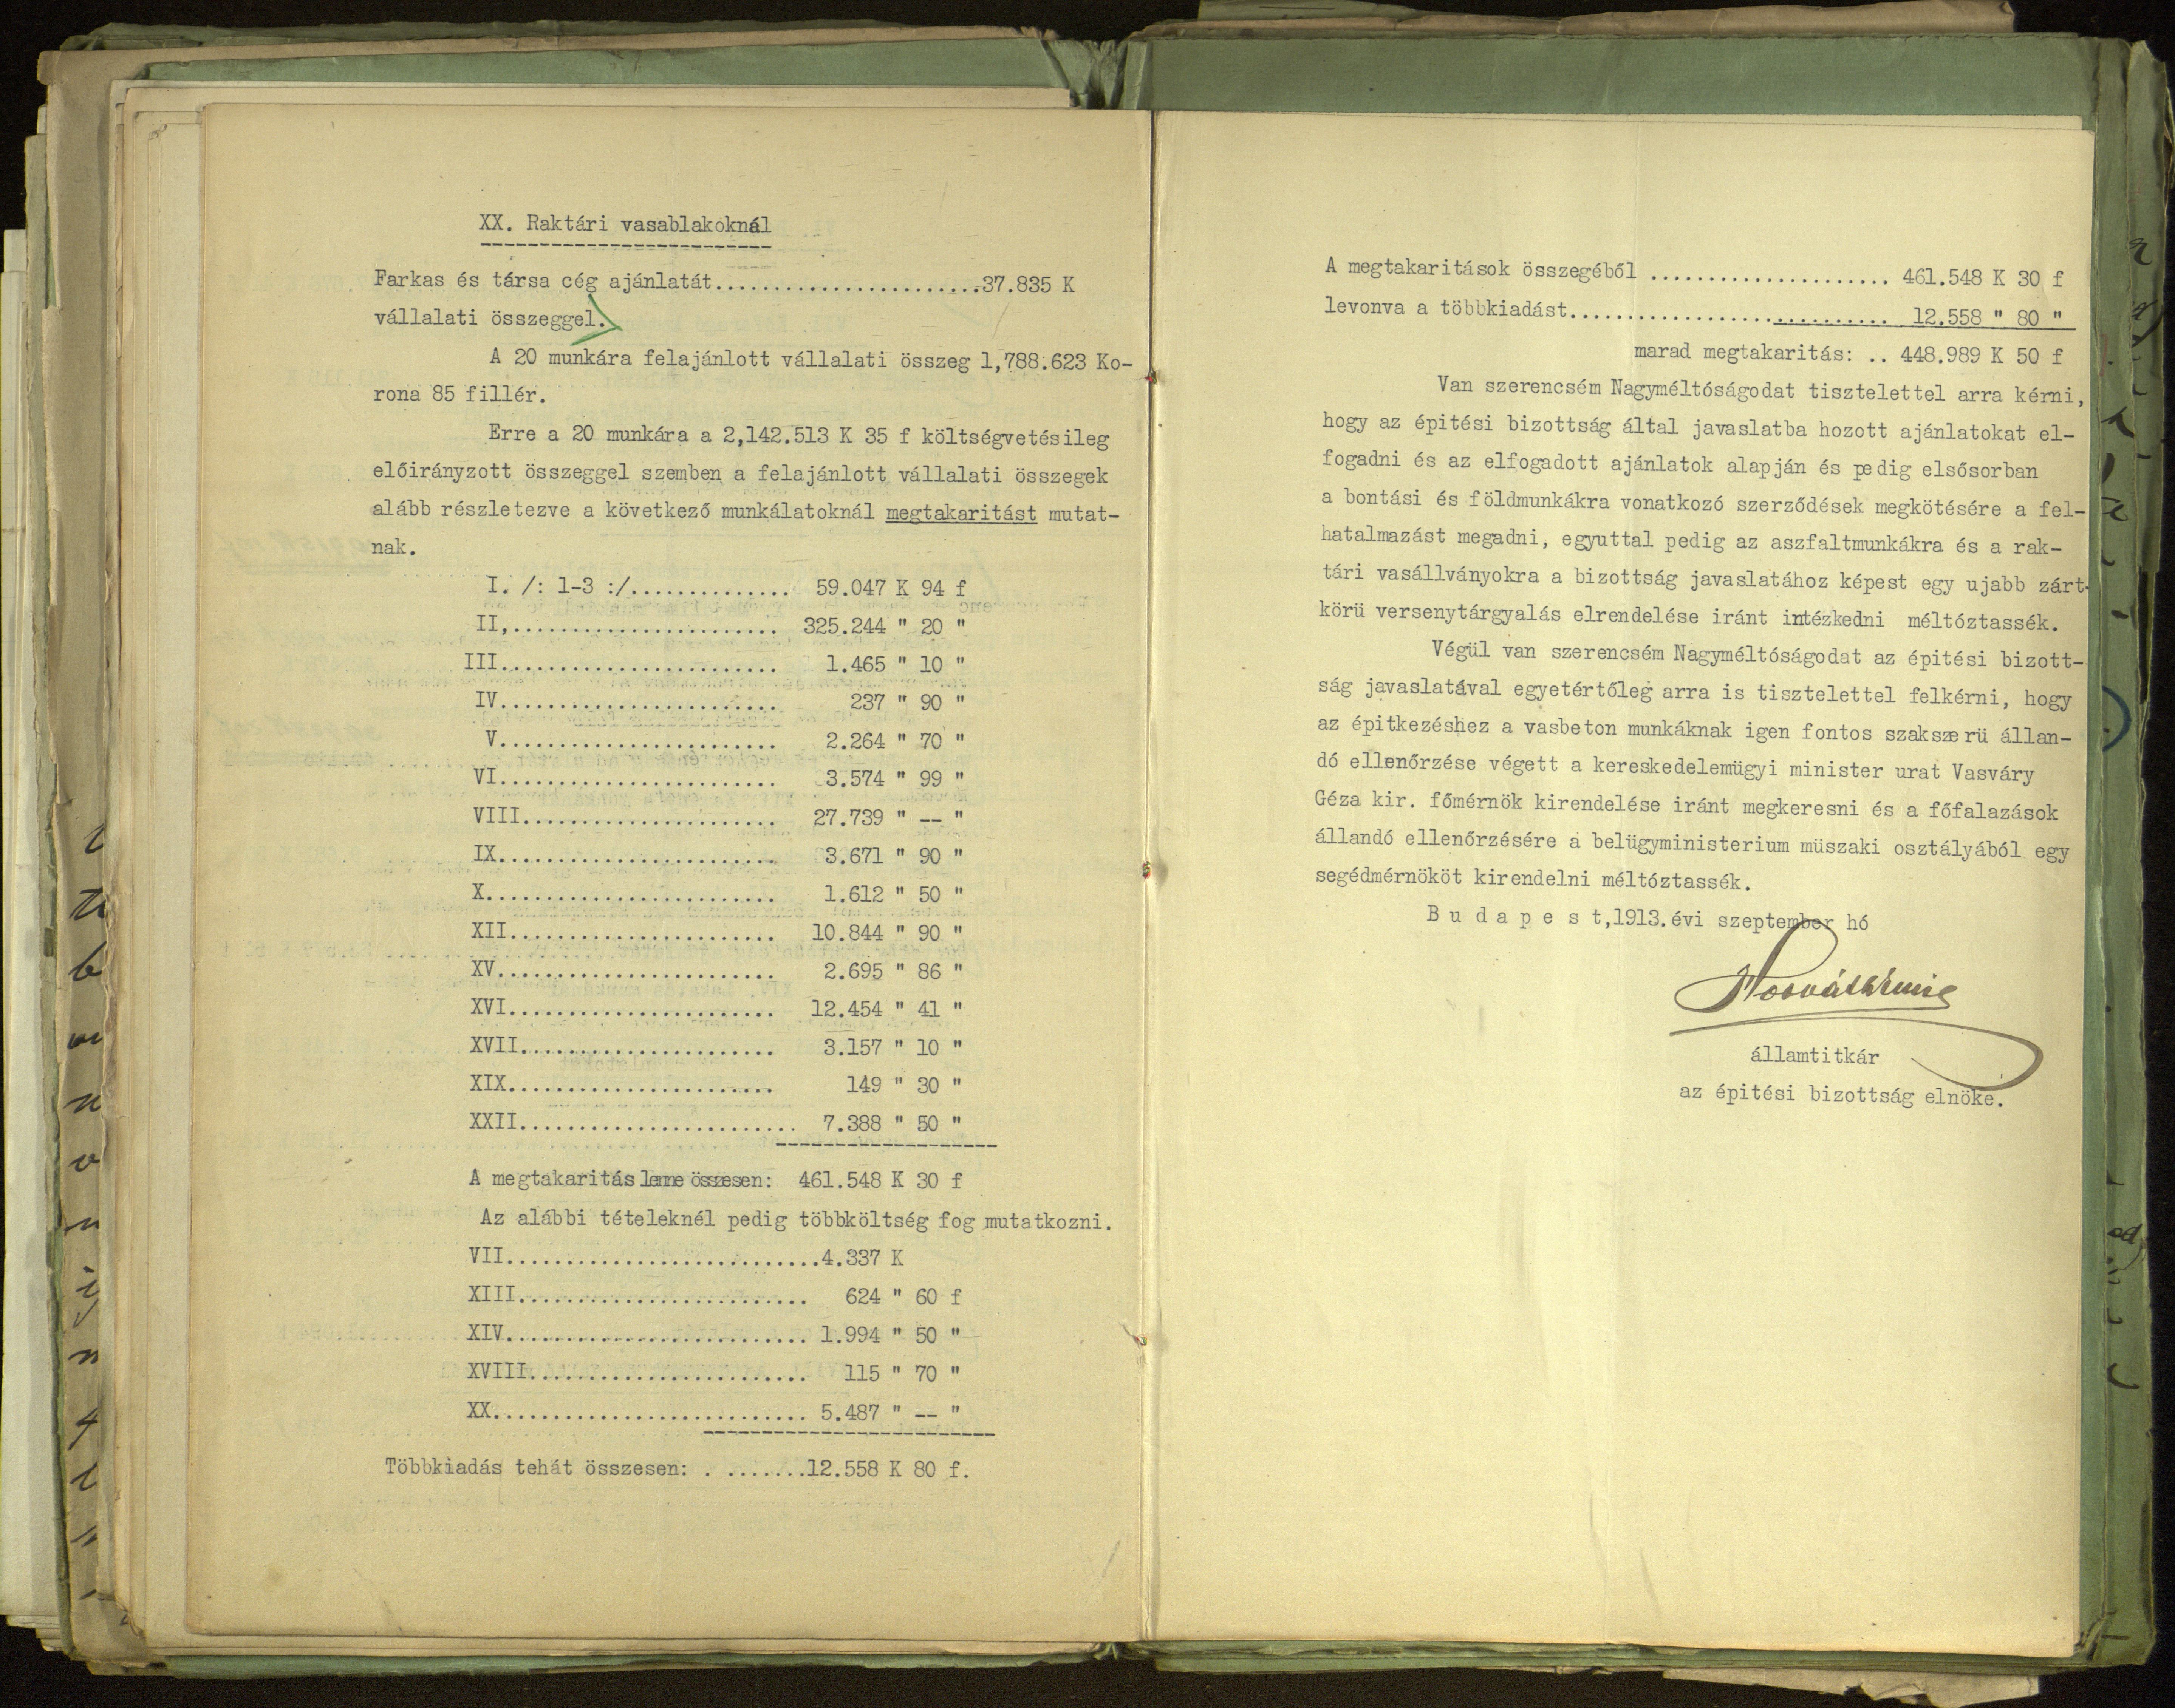 XX. Raktári vasablakoknál
Farkas és társa cég ajánlatát...........................37.835 K
vállalati összeggel.
A 20 munkára felajánlott vállalati összeg 1,788.623 Ko-
rona 85 fillér.
Erre a 20 munkára a 2,142.513 K 35 f költségvetésileg
előirányzott összeggel szemben a felajánlott vállalati összegek
alább részletezve a következő munkálatoknál megtakaritást mutat-
nak.
I. /: 1-3 :/.............. 59.047 K 94 f
II,....................... 325.244 " 20 "
III........................ 1.465 " 10 "
IV........................ 237 " 90 "
V......................... 2.264 " 70 "
VI........................ 3.574 " 99 "
VIII...................... 27.739 " -- "
IX........................ 3.671 " 90 "
X......................... 1.612 " 50 "
XII....................... 10.844 " 90 "
XV........................ 2.695 " 86 "
XVI....................... 12.454 " 41 "
XVII...................... 3.157 " 10 "
XIX....................... 149 " 30 "
XXII........................ 7.388 " 50 "
A megtakaritás lenne összesen: 461.548 K 30 f
Az alábbi tételeknél pedig többköltség fog mutatkozni.
VII............................4.337 K
XIII......................... 624 " 60 f
XIV.......................... 1.994 " 50 "
XVIII........................ 115 " 70 "
XX........................... 5.487 " -- "
Többkiadás tehát összesen: . .......12.558 K 80 f.
A megtakaritások összegéből .................... 461.548 K 30 f
levonva a többkiadást........................... 12.558 " 80 "
marad megtakaritás: .. 448.989 K 50 f
Van szerencsém Nagyméltóságodat tisztelettel arra kérni,
hogy az épitési bizottság által javaslatba hozott ajánlatokat el-
fogadni és az elfogadott ajánlatok alapján és pedig elsősorban
a bontási és földmunkákra vonatkozó szerződések megkötésére a fel-
hatalmazást megadni, egyuttal pedig az aszfaltmunkákra és a rak-
tári vasállványokra a bizottság javaslatához képest egy ujabb zárt-
körü versenytárgyalás elrendelése iránt intézkedni méltóztassék.
Végül van szerencsém Nagyméltóságodat az épitési bizott-
ság javaslatával egyetértőleg arra is tisztelettel felkérni, hogy
az épitkezéshez a vasbeton munkáknak igen fontos szakszerü állan-
dó ellenőrzése végett a kereskedelemügyi minister urat Vasváry
Géza kir. főmérnök kirendelése iránt megkeresni és a főfalazások
állandó ellenőrzésére a belügyministerium müszaki osztályából egy
segédmérnököt kirendelni méltóztassék.
B u d a p e s t,1913.évi szeptember hó
Horváth Emil
államtitkár
az épitési bizottság elnöke.